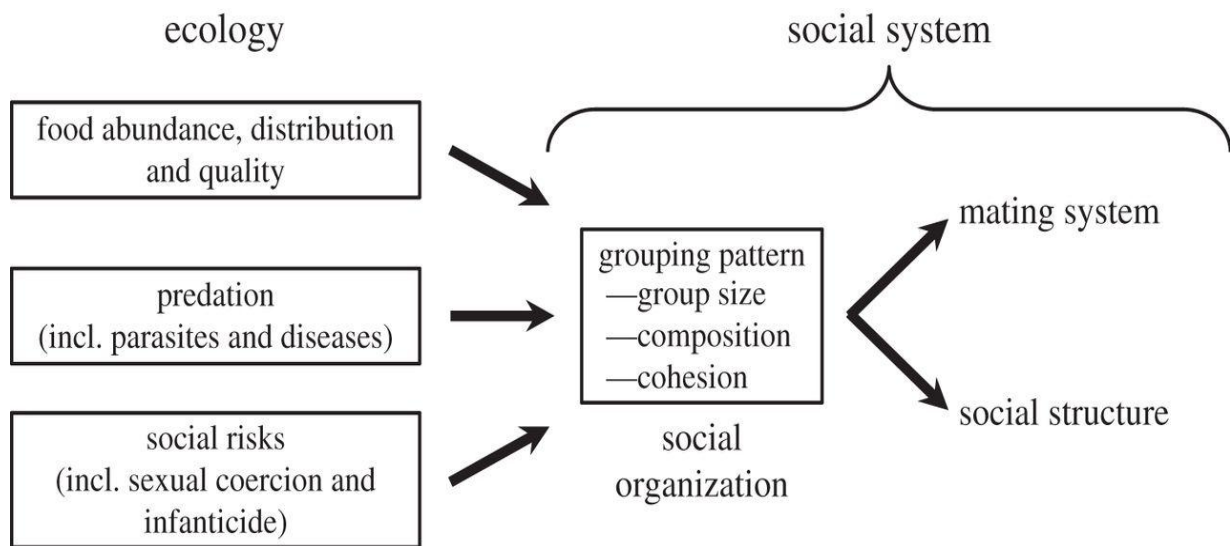 ecology
social system
food abundance, distribution
and quality
predation
(incl. parasites and diseases)
social risks
(incl. sexual coercion and
infanticide)
grouping pattern
—group size
—composition
—cohesion
social
organization
mating system
social structure